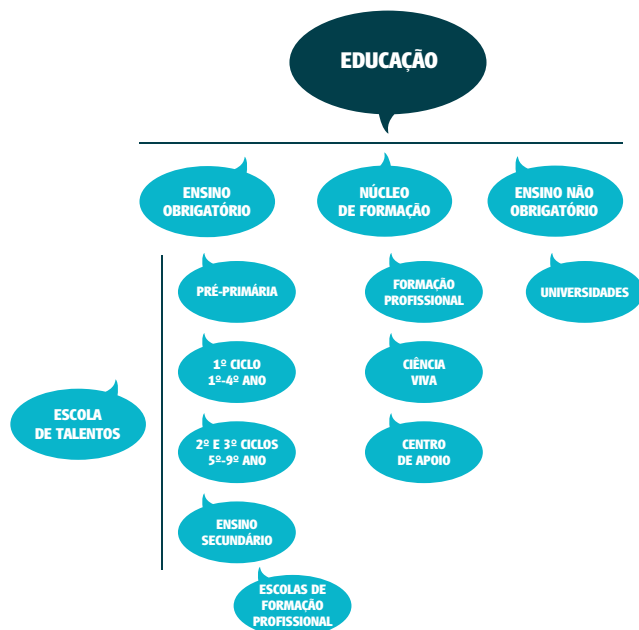 EDUCAÇÃO
ENSINO
OBRIGATÓRIO
NÚCLEO
DE FORMAÇÃO
ENSINO NÃO
OBRIGATÓRIO
PRÉ-PRIMÁRIA
FORMAÇÃO
PROFISSIONAL
UNIVERSIDADES
1º CICLO
1º-4º ANO
CIÊNCIA
VIVA
ESCOLA
DE TALENTOS
2º E 3º CICLOS
5º-9º ANO
CENTRO
DE APOIO
ENSINO
SECUNDÁRIO
ESCOLAS DE
FORMAÇÃO
PROFISSIONAL